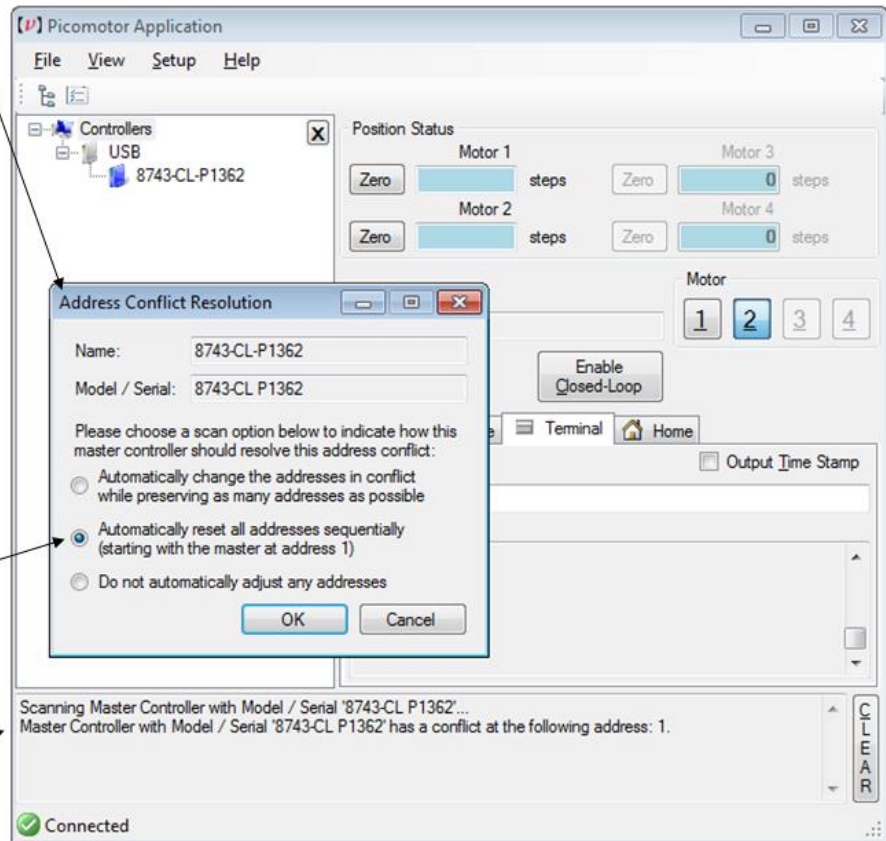 [ν] Picomotor Application
File View Setup Help
Controllers
USB
8743-CL-P1362
X
Position Status
Motor 1
Motor 3
Zero steps Zero 0 steps
Motor 2
Motor 4
Zero steps Zero 0 steps
Motor
1 2 3 4
Enable
Closed-Loop
Address Conflict Resolution
Name: 8743-CL-P1362
Model / Serial: 8743-CL P1362
Please choose a scan option below to indicate how this
master controller should resolve this address conflict:
Automatically change the addresses in conflict
while preserving as many addresses as possible
Automatically reset all addresses sequentially
(starting with the master at address 1)
Do not automatically adjust any addresses
OK Cancel
e Terminal Home
Output Time Stamp
Scanning Master Controller with Model / Serial '8743-CL P1362'...
Master Controller with Model / Serial '8743-CL P1362' has a conflict at the following address: 1.
CLEAR
Connected